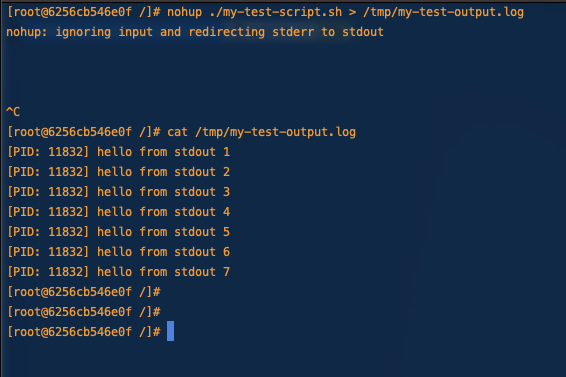 [root@6256cb546e0f /]# nohup ./my-test-script.sh > /tmp/my-test-output.log
nohup: ignoring input and redirecting stderr to stdout
^C
[root@6256cb546e0f /]# cat /tmp/my-test-output.log
[PID: 11832] hello from stdout 1
[PID: 11832] hello from stdout 2
[PID: 11832] hello from stdout 3
[PID: 11832] hello from stdout 4
[PID: 11832] hello from stdout 5
[PID: 11832] hello from stdout 6
[PID: 11832] hello from stdout 7
[root@6256cb546e0f /]#
[root@6256cb546e0f /]#
[root@6256cb546e0f /]#